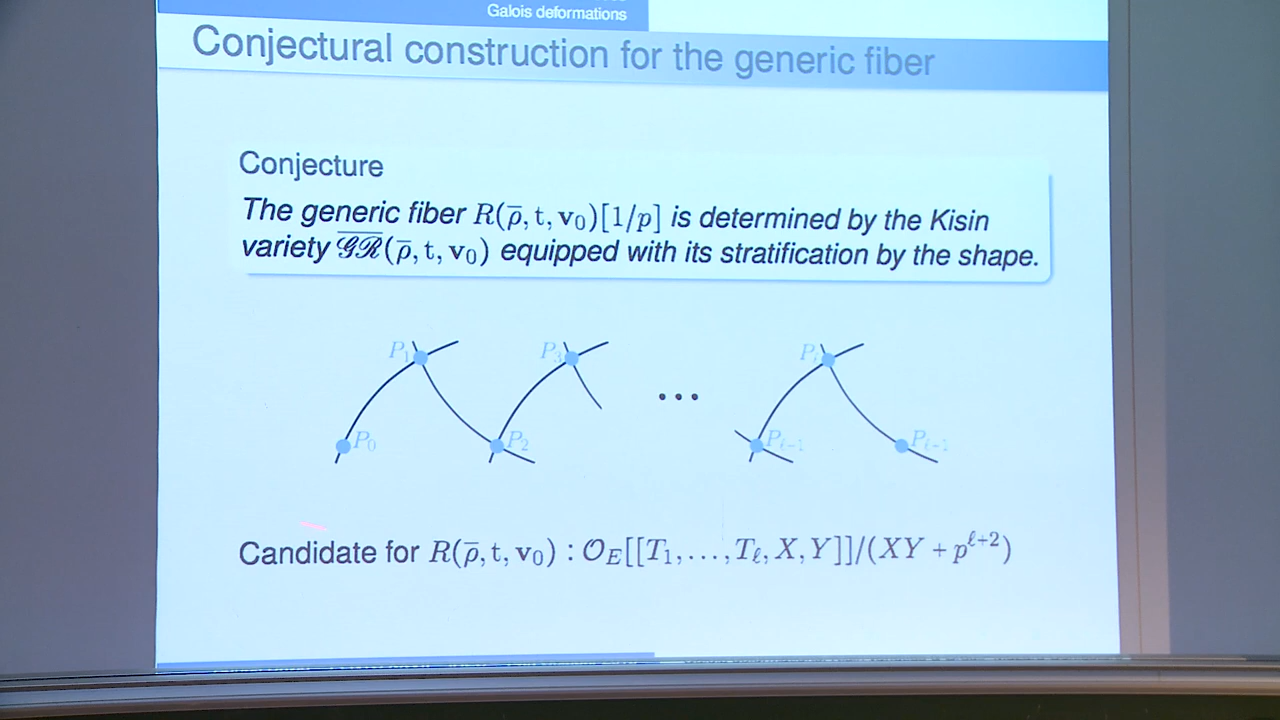 Galois deformations
Conjectural construction for the generic fiber
Conjecture
The generic fiber R(ρ̅, t, v₀)[1/p] is determined by the Kisin
variety 𝒢ℛ̅(ρ̅, t, v₀) equipped with its stratification by the shape.
P₁ P₃
P₀ P₂
Candidate for R(ρ̅, t, v₀) : 𝒪_E[[T₁, …, T_ℓ, X, Y]]/(XY + p^{ℓ+2})